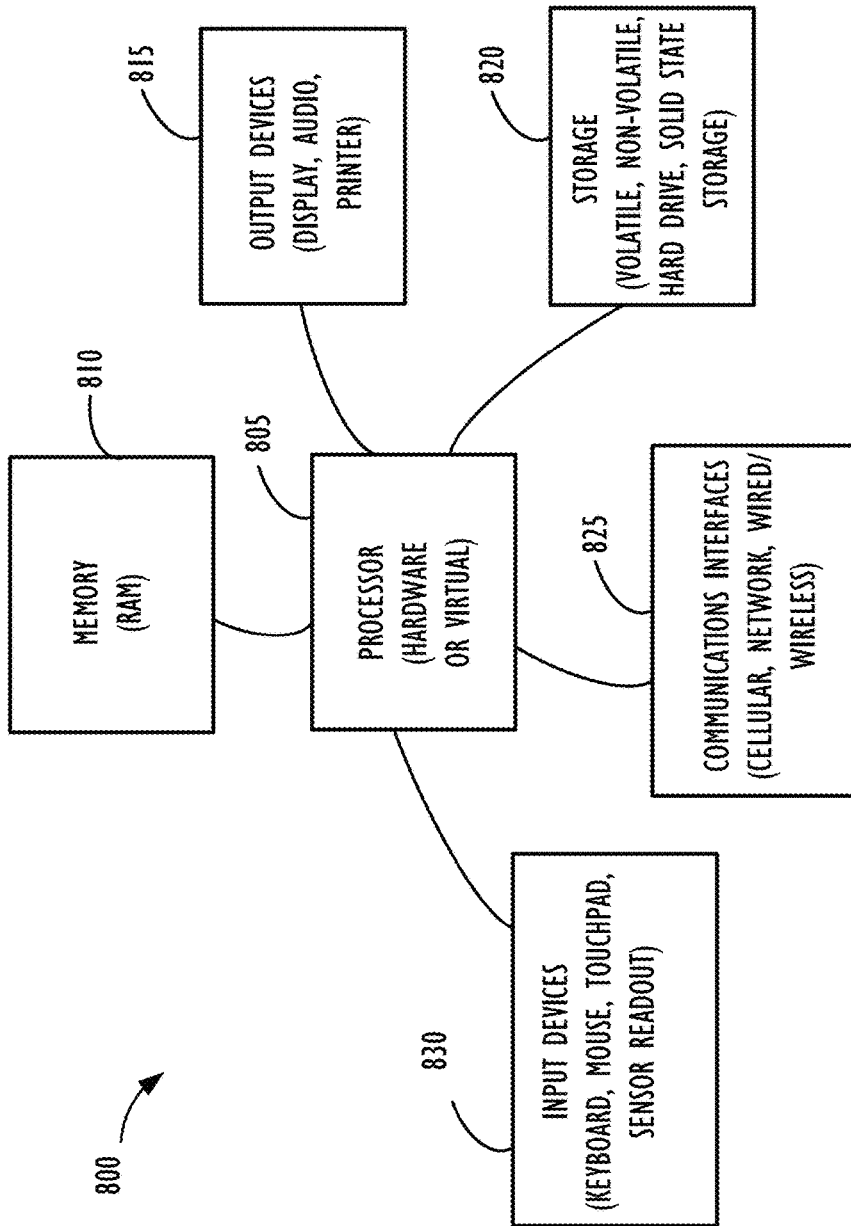 800
MEMORY
(RAM)
810
OUTPUT DEVICES
(DISPLAY, AUDIO,
PRINTER)
815
PROCESSOR
(HARDWARE
OR VIRTUAL)
805
INPUT DEVICES
(KEYBOARD, MOUSE, TOUCHPAD,
SENSOR READOUT)
830
COMMUNICATIONS INTERFACES
(CELLULAR, NETWORK, WIRED/
WIRELESS)
825
STORAGE
(VOLATILE, NON-VOLATILE,
HARD DRIVE, SOLID STATE
STORAGE)
820